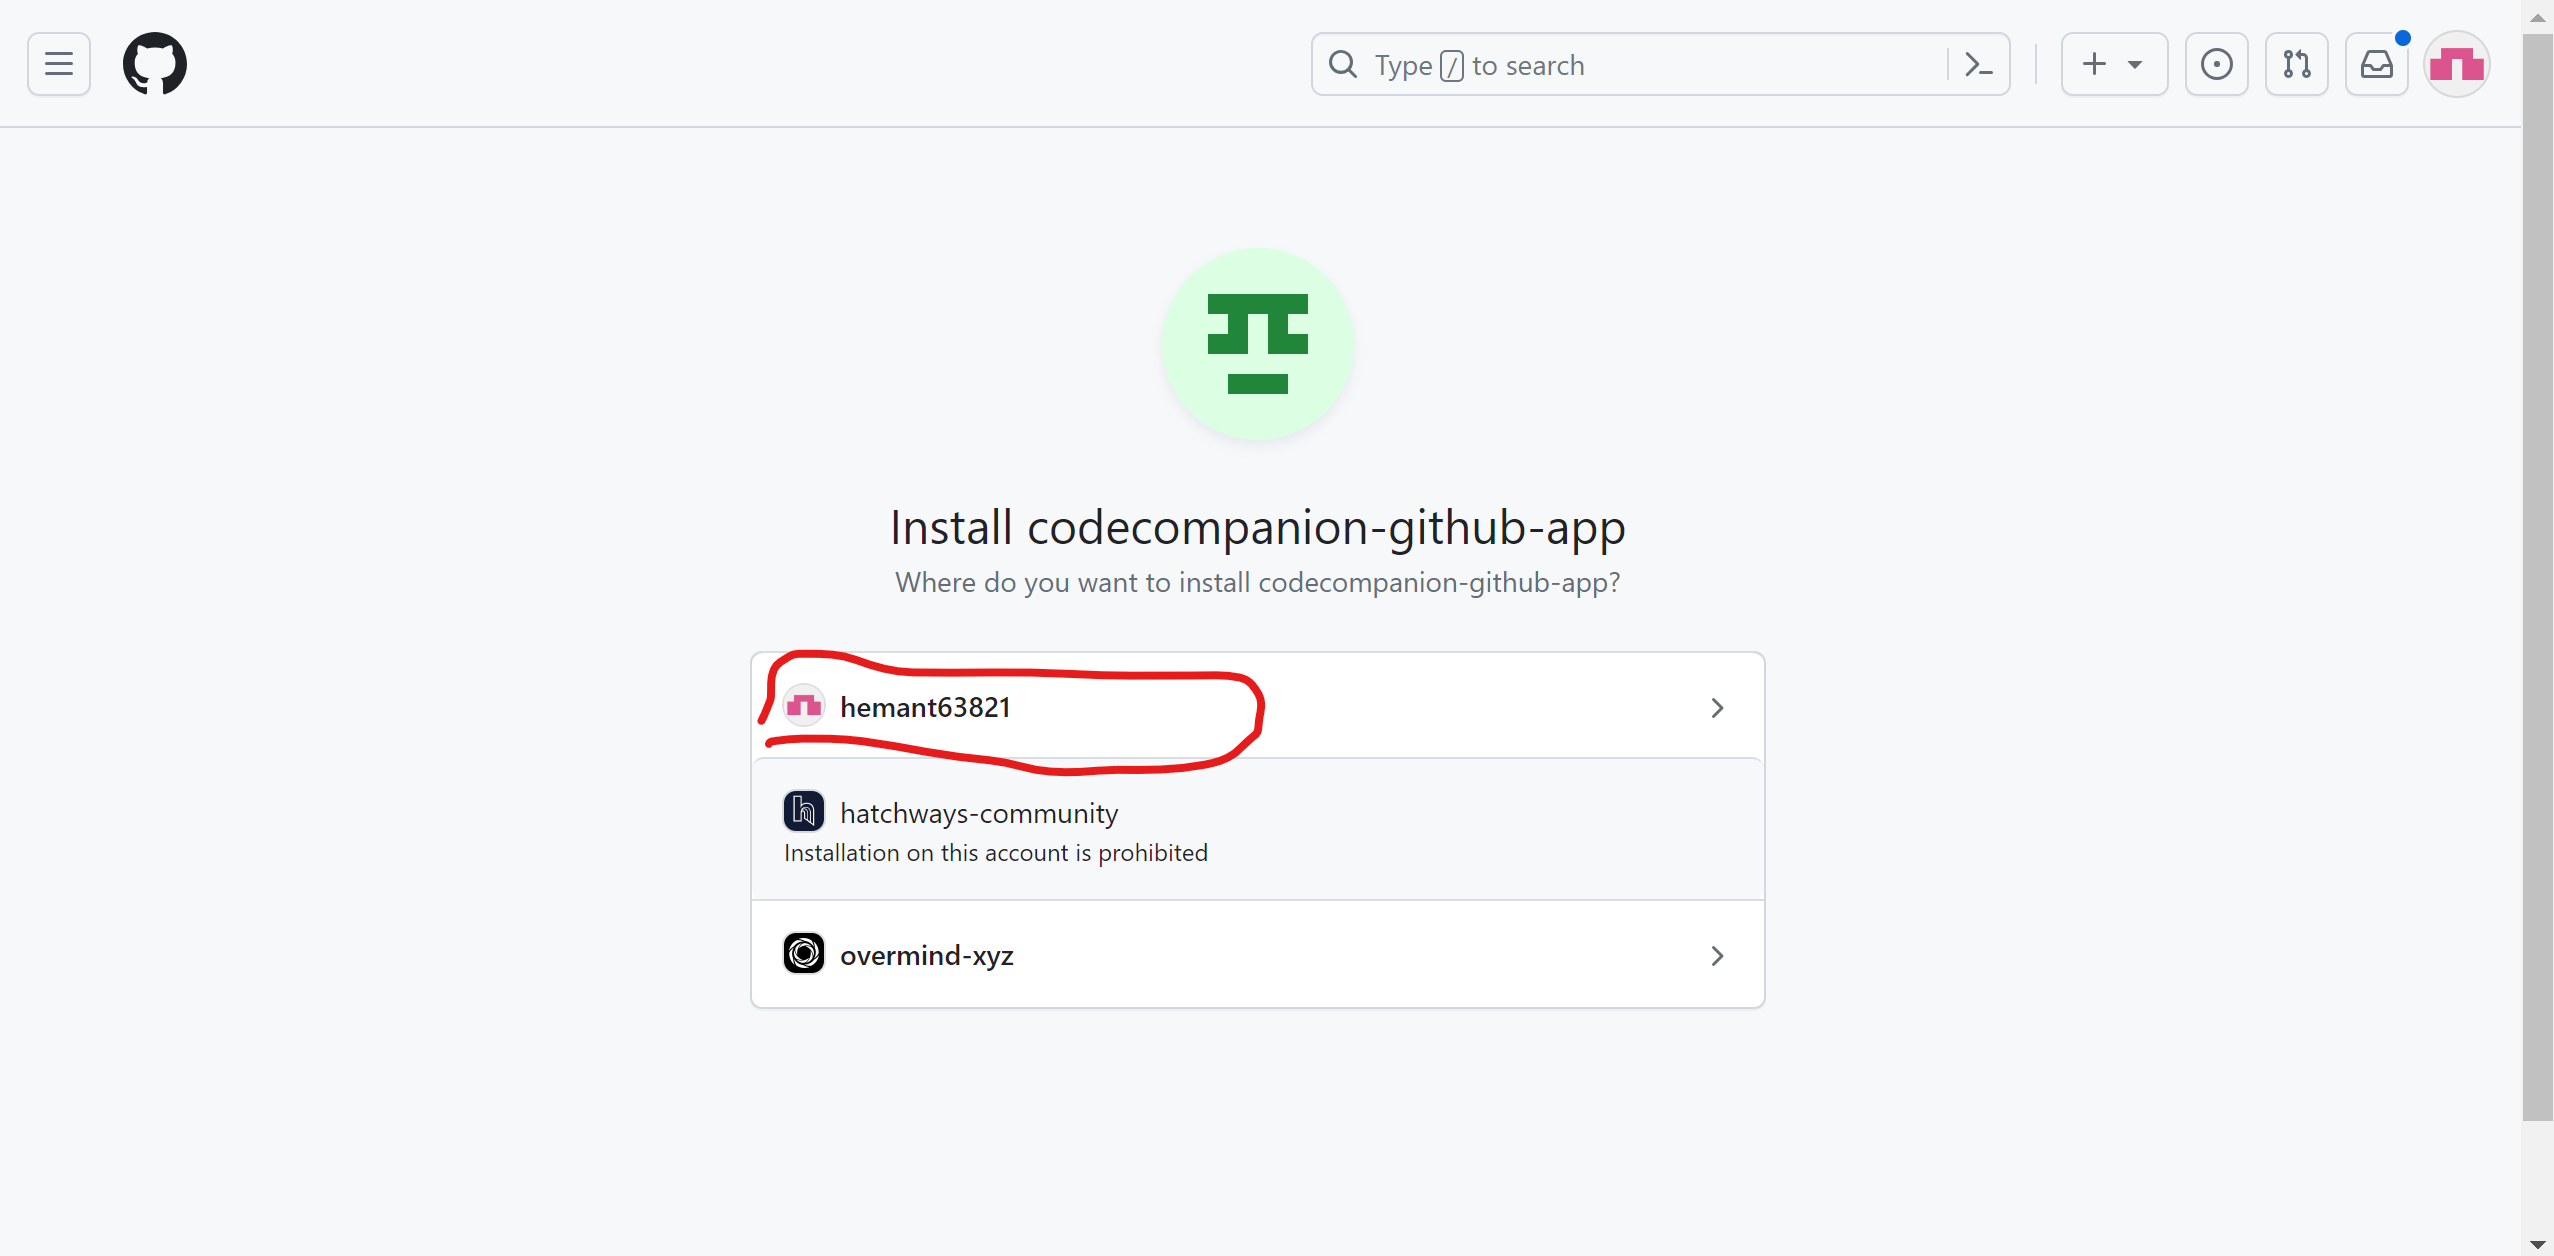 Type / to search
Install codecompanion-github-app
Where do you want to install codecompanion-github-app?
hemant63821
hatchways-community
Installation on this account is prohibited
overmind-xyz